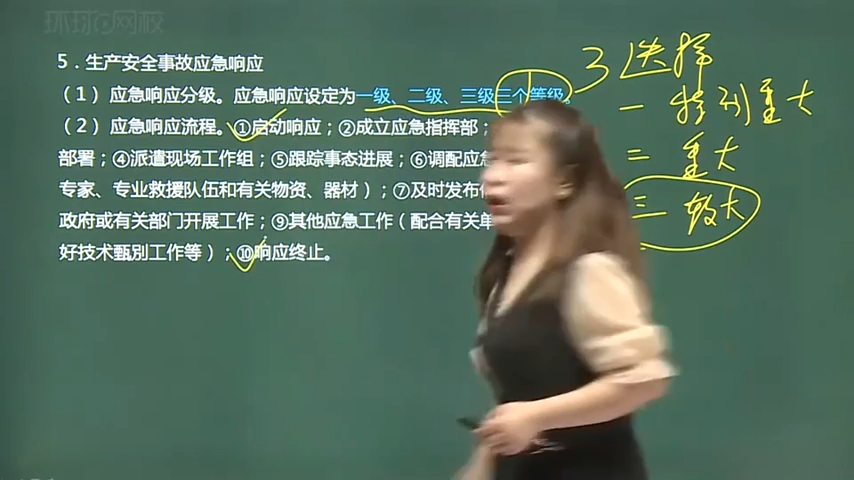 环球网校
5．生产安全事故应急响应
（1） 应急响应分级。应急响应设定为一级、二级、三级三个等级。
（2） 应急响应流程。①启动响应；②成立应急指挥部；
部署；④派遣现场工作组；⑤跟踪事态进展；⑥调配应急
专家、专业救援队伍和有关物资、器材）；⑦及时发布
政府或有关部门开展工作；⑨其他应急工作（配合有关单
好技术甄别工作等）；⑩响应终止。
3 选择
一 特别重大
二 重大
三 较大